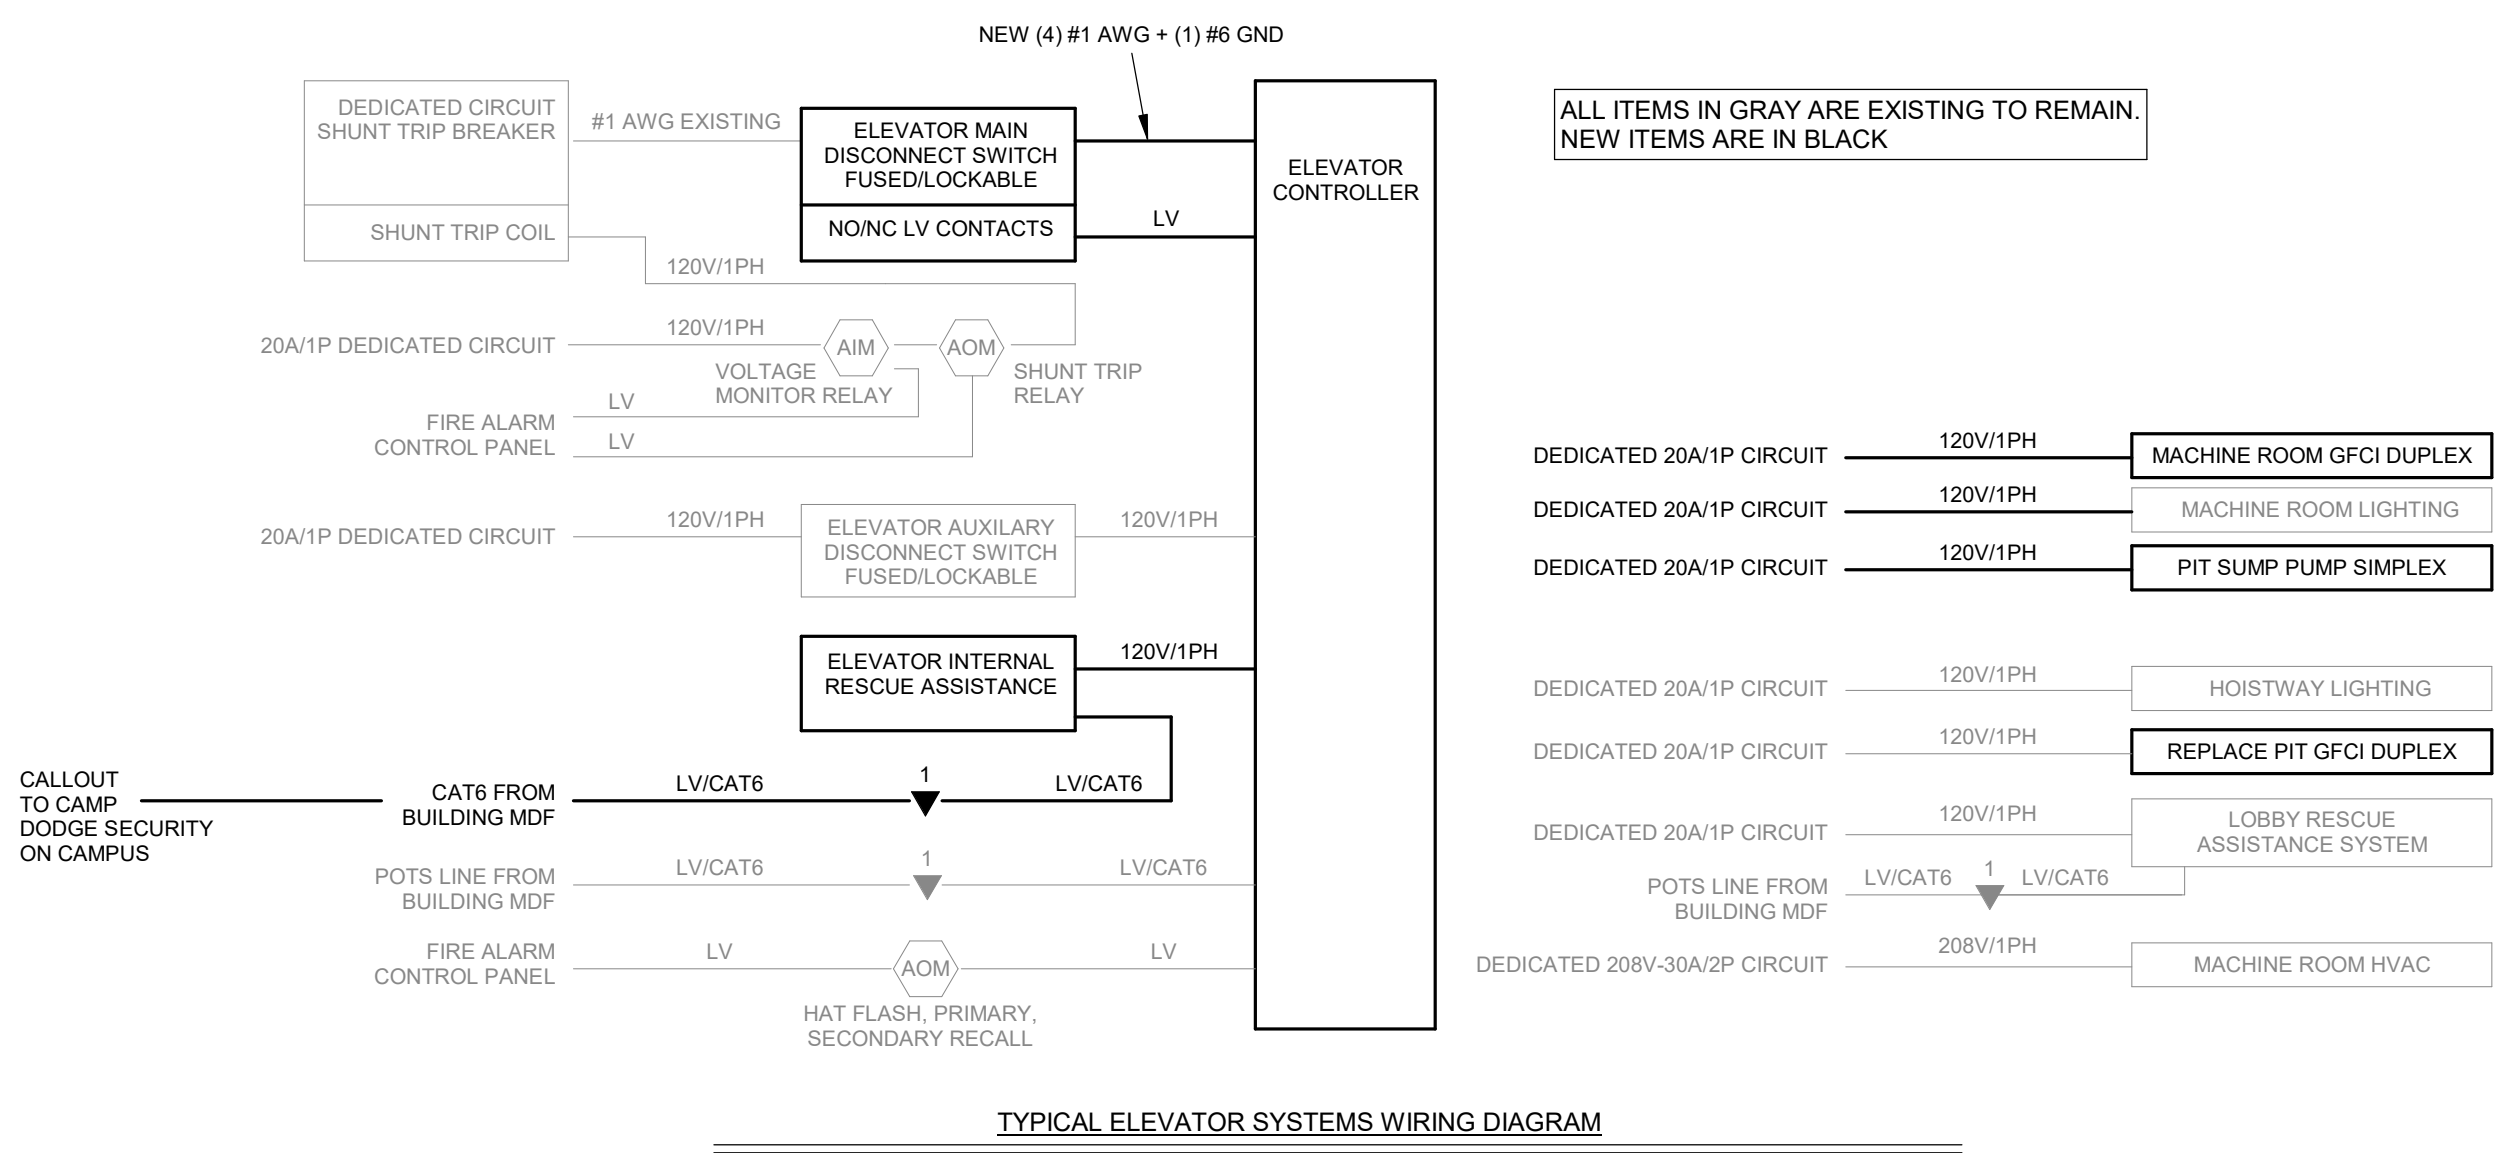 NEW (4) #1 AWG + (1) #6 GND
DEDICATED CIRCUIT
SHUNT TRIP BREAKER
#1 AWG EXISTING
ELEVATOR MAIN
DISCONNECT SWITCH
FUSED/LOCKABLE
ELEVATOR
CONTROLLER
ALL ITEMS IN GRAY ARE EXISTING TO REMAIN.
NEW ITEMS ARE IN BLACK
SHUNT TRIP COIL
NO/NC LV CONTACTS
LV
120V/1PH
20A/1P DEDICATED CIRCUIT
120V/1PH
AIM
AOM
VOLTAGE
MONITOR RELAY
SHUNT TRIP
RELAY
FIRE ALARM
CONTROL PANEL
LV
LV
20A/1P DEDICATED CIRCUIT
120V/1PH
ELEVATOR AUXILARY
DISCONNECT SWITCH
FUSED/LOCKABLE
120V/1PH
ELEVATOR INTERNAL
RESCUE ASSISTANCE
120V/1PH
CALLOUT
TO CAMP
DODGE SECURITY
ON CAMPUS
CAT6 FROM
BUILDING MDF
LV/CAT6
1
LV/CAT6
POTS LINE FROM
BUILDING MDF
LV/CAT6
1
LV/CAT6
FIRE ALARM
CONTROL PANEL
LV
AOM
LV
HAT FLASH, PRIMARY,
SECONDARY RECALL
DEDICATED 20A/1P CIRCUIT
120V/1PH
MACHINE ROOM GFCI DUPLEX
DEDICATED 20A/1P CIRCUIT
120V/1PH
MACHINE ROOM LIGHTING
DEDICATED 20A/1P CIRCUIT
120V/1PH
PIT SUMP PUMP SIMPLEX
DEDICATED 20A/1P CIRCUIT
120V/1PH
HOISTWAY LIGHTING
DEDICATED 20A/1P CIRCUIT
120V/1PH
REPLACE PIT GFCI DUPLEX
DEDICATED 20A/1P CIRCUIT
120V/1PH
LOBBY RESCUE
ASSISTANCE SYSTEM
POTS LINE FROM
BUILDING MDF
LV/CAT6
1
LV/CAT6
DEDICATED 208V-30A/2P CIRCUIT
208V/1PH
MACHINE ROOM HVAC
TYPICAL ELEVATOR SYSTEMS WIRING DIAGRAM